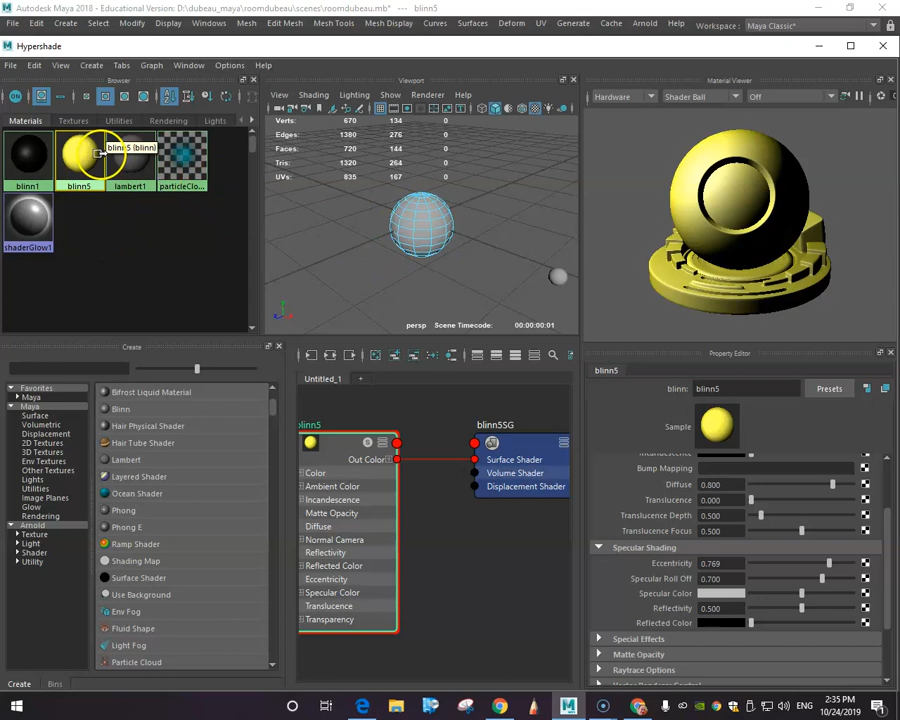 Autodesk Maya 2018 - Educational Version: D:\dubeau_maya\roomdubeau\scenes\roomdubeau.mb* --- blinn5
File Edit Create Select Modify Display Windows Mesh Edit Mesh Mesh Tools Mesh Display Curves Surfaces Deform UV Generate Cache Arnold Help Workspace : Maya Classic*
Hypershade
File Edit View Create Tabs Graph Window Options Help
Browser
Materials Textures Utilities Rendering Lights
blinn1
blinn5
blinn5 (blinn)
lambert1
particleClo...
shaderGlow1
Viewport
View Shading Lighting Show Renderer Help
Verts: 670 134 0
Edges: 1380 276 0
Faces: 720 144 0
Tris: 1320 264 0
UVs: 835 167 0
persp Scene Timecode: 00:00:00:01
Material Viewer
Hardware Shader Ball Off
Create
Favorites
Maya
Maya
Surface
Volumetric
Displacement
2D Textures
3D Textures
Env Textures
Other Textures
Lights
Utilities
Image Planes
Glow
Rendering
Arnold
Texture
Light
Shader
Utility
Bifrost Liquid Material
Blinn
Hair Physical Shader
Hair Tube Shader
Lambert
Layered Shader
Ocean Shader
Phong
Phong E
Ramp Shader
Shading Map
Surface Shader
Use Background
Env Fog
Fluid Shape
Light Fog
Particle Cloud
Create Bins
Untitled_1 +
blinn5
Out Color
Color
Ambient Color
Incandescence
Matte Opacity
Diffuse
Normal Camera
Reflectivity
Reflected Color
Eccentricity
Specular Color
Translucence
Transparency
blinn5SG
Surface Shader
Volume Shader
Displacement Shader
Property Editor
blinn5
blinn: blinn5 Presets
Sample
Bump Mapping
Diffuse 0.800
Translucence 0.000
Translucence Depth 0.500
Translucence Focus 0.500
Specular Shading
Eccentricity 0.769
Specular Roll Off 0.700
Specular Color
Reflectivity 0.500
Reflected Color
Special Effects
Matte Opacity
Raytrace Options
2:35 PM
10/24/2019